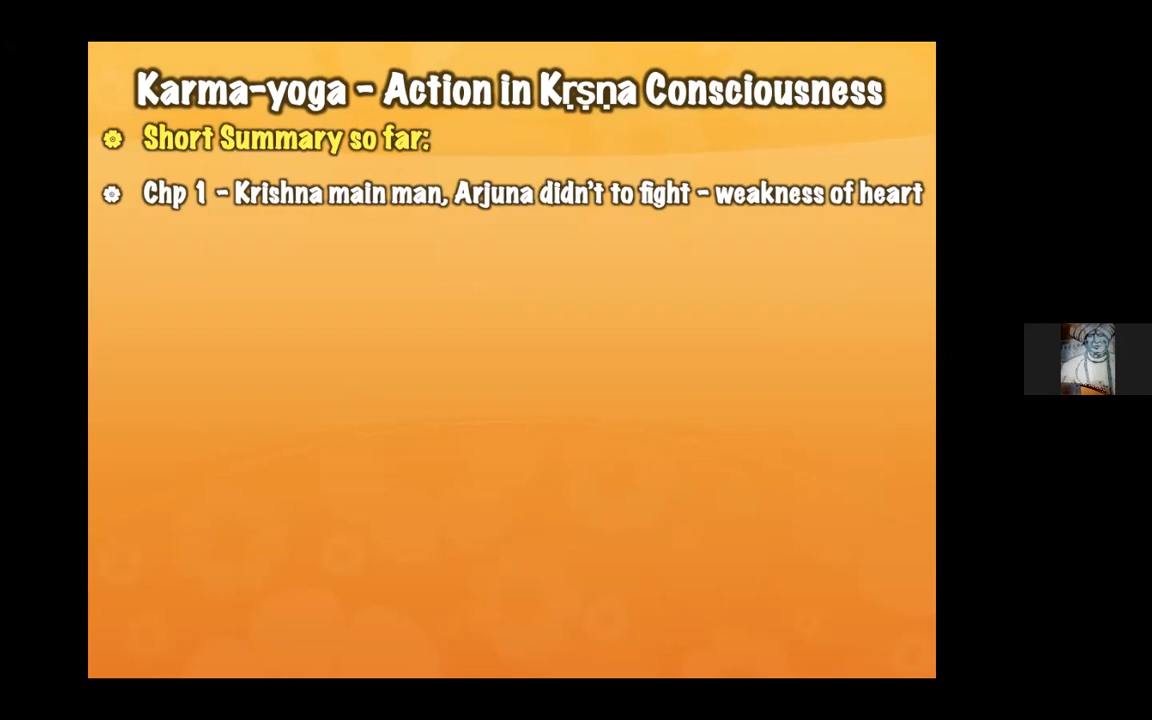 Karma-yoga - Action in Kṛṣṇa Consciousness
Short Summary so far:
Chp 1 - Krishna main man, Arjuna didn't to fight - weakness of heart